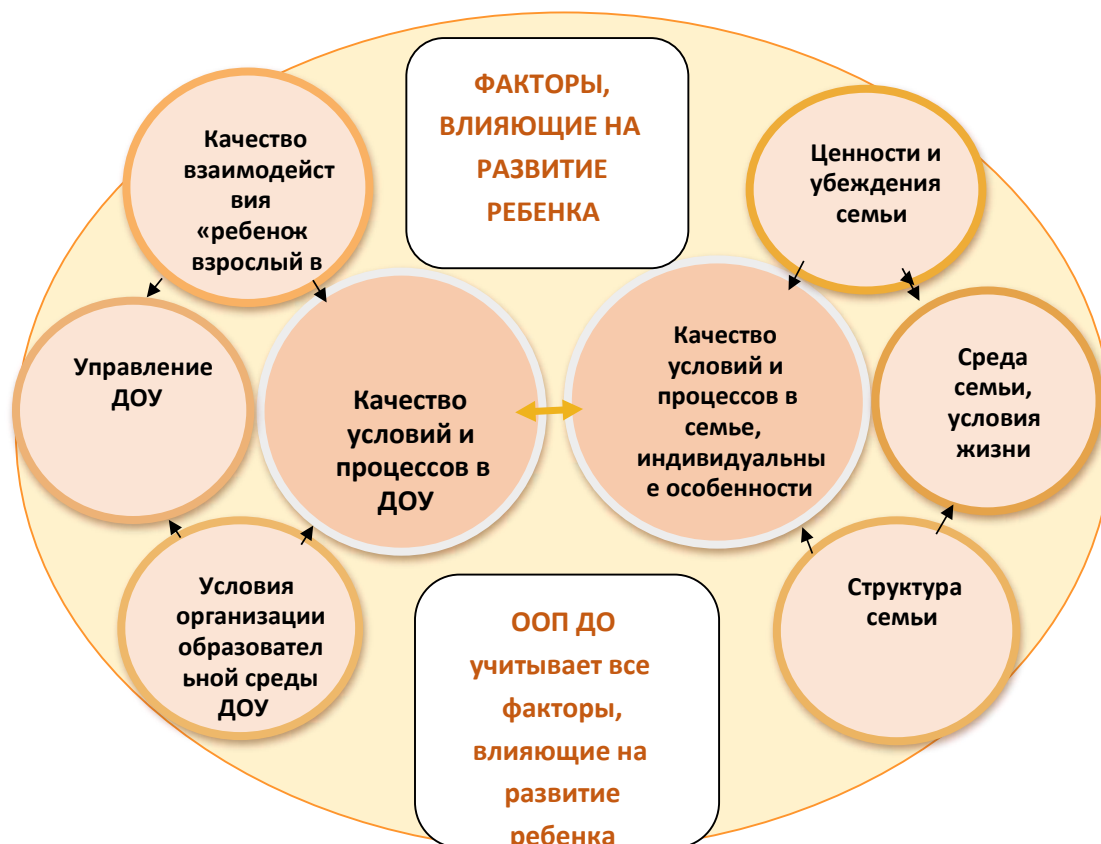 ФАКТОРЫ,
ВЛИЯЮЩИЕ НА
РАЗВИТИЕ
РЕБЕНКА
Качество
взаимодейст
вия
«ребенок
взрослый в
Управление
ДОУ
Условия
организации
образовател
ьной среды
ДОУ
Качество
условий и
процессов в
ДОУ
Качество
условий и
процессов в
семье,
индивидуальны
е особенности
Ценности и
убеждения
семьи
Среда
семьи,
условия
жизни
Структура
семьи
ООП ДО
учитывает все
факторы,
влияющие на
развитие
ребенка